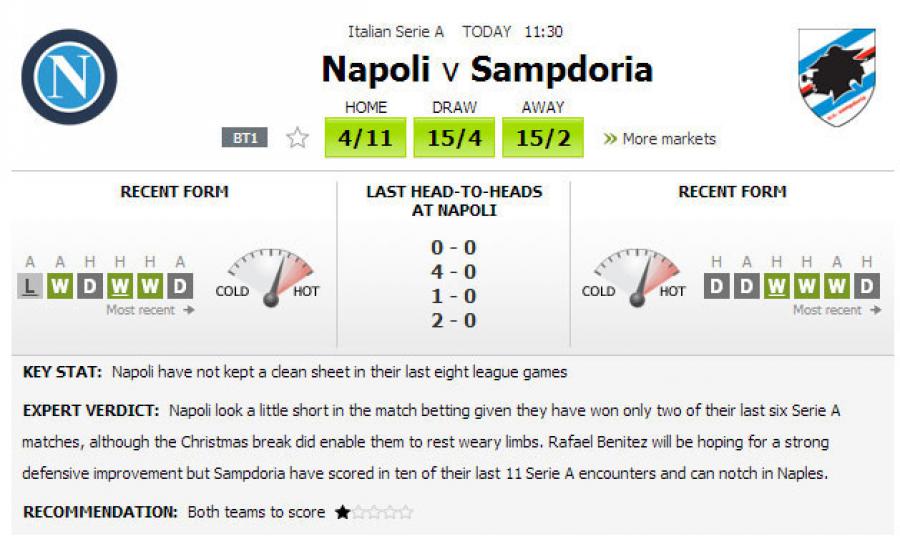 Italian Serie A TODAY 11:30
Napoli v Sampdoria
HOME DRAW AWAY
BT1 4/11 15/4 15/2 » More markets
N
u.c. sampdoria
RECENT FORM
A A H H H A
L W D W W D
Most recent →
COLD HOT
LAST HEAD-TO-HEADS
AT NAPOLI
0 - 0
4 - 0
1 - 0
2 - 0
RECENT FORM
COLD HOT
H A H H A H
D D W W W D
Most recent →
KEY STAT: Napoli have not kept a clean sheet in their last eight league games
EXPERT VERDICT: Napoli look a little short in the match betting given they have won only two of their last six Serie A
matches, although the Christmas break did enable them to rest weary limbs. Rafael Benitez will be hoping for a strong
defensive improvement but Sampdoria have scored in ten of their last 11 Serie A encounters and can notch in Naples.
RECOMMENDATION: Both teams to score